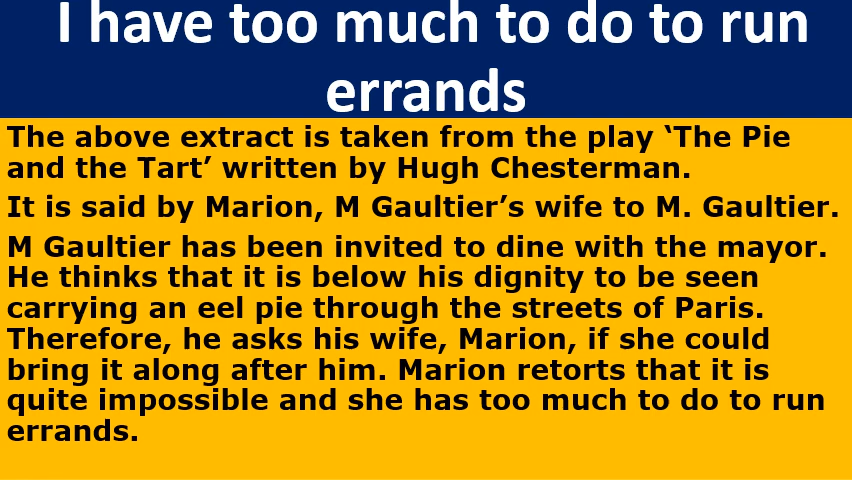 I have too much to do to run
errands
The above extract is taken from the play ‘The Pie
and the Tart’ written by Hugh Chesterman.
It is said by Marion, M Gaultier’s wife to M. Gaultier.
M Gaultier has been invited to dine with the mayor.
He thinks that it is below his dignity to be seen
carrying an eel pie through the streets of Paris.
Therefore, he asks his wife, Marion, if she could
bring it along after him. Marion retorts that it is
quite impossible and she has too much to do to run
errands.